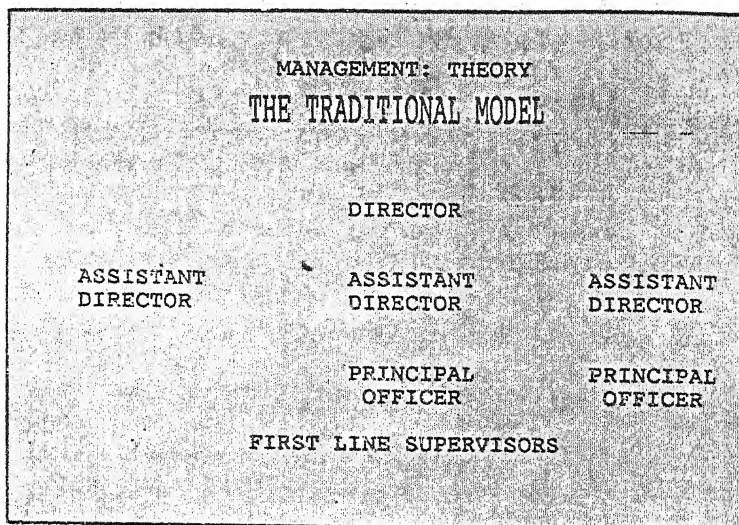 MANAGEMENT: THEORY
THE TRADITIONAL MODEL
DIRECTOR
ASSISTANT ASSISTANT ASSISTANT
DIRECTOR DIRECTOR DIRECTOR
PRINCIPAL PRINCIPAL
OFFICER OFFICER
FIRST LINE SUPERVISORS